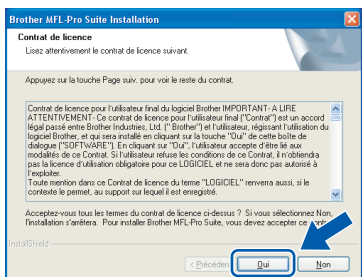 Brother MFL-Pro Suite Installation
Contrat de licence
Lisez attentivement le contrat de licence suivant.
Appuyez sur la touche Page suiv. pour voir le reste du contrat.
Contrat de licence pour l'utilisateur final du logiciel Brother IMPORTANT- A LIRE
ATTENTIVEMENT- Ce contrat de licence pour l'utilisateur final ("Contrat") est un accord
légal passé entre Brother Industries, Ltd. (" Brother") et l'utilisateur, régissant l'utilisation du
logiciel Brother, et qui sera installé en cliquant sur la touche "Oui" de cette boîte de
dialogue ("SOFTWARE"). En cliquant sur "Oui", l'utilisateur accepte d'être lié aux
modalités de ce Contrat. Si l'utilisateur refuse les conditions de ce Contrat, il n'obtiendra
pas la licence d'utilisation obligatoire pour ce LOGICIEL et ne sera donc pas autorisé à
l'exploiter.
Toute mention dans ce Contrat de licence du terme "LOGICIEL" renverra aussi, si le
contexte le permet, au support sur lequel il est enregistré.
Acceptez-vous tous les termes du contrat de licence ci-dessus ? Si vous sélectionnez Non,
l'installation s'arrêtera. Pour installer Brother MFL-Pro Suite, vous devez accepter ce
InstallShield
< Précéden
Oui
Non